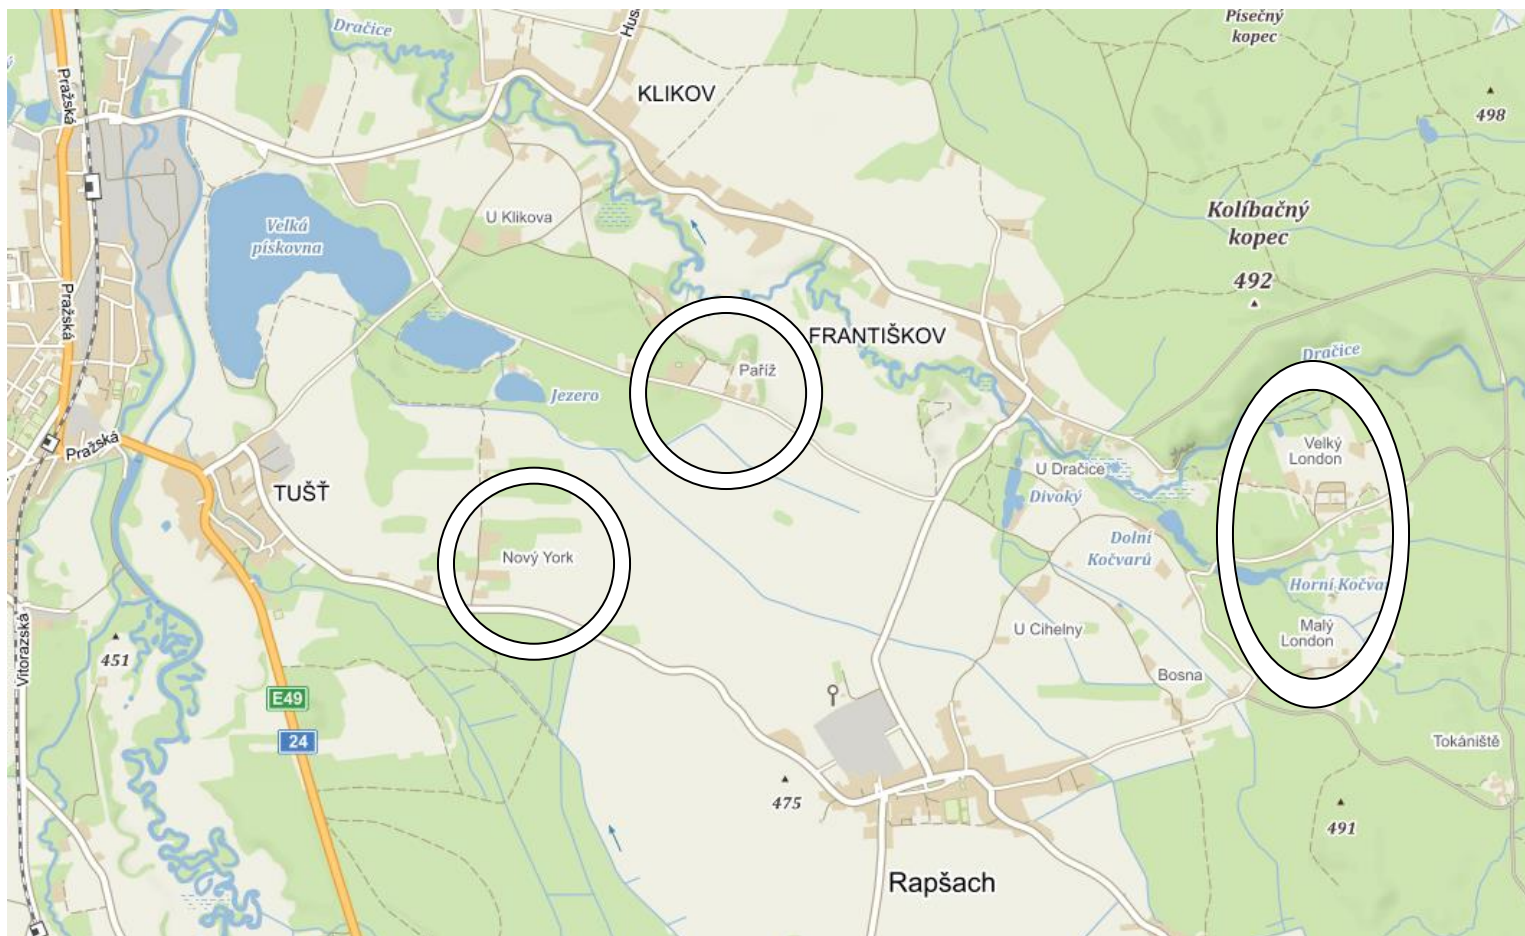 Dračice
Hus
Písečný
kopec
Pražská
KLIKOV
498
Kolíbačný
kopec
492
U Klikova
Velká
pískovna
Pražská
FRANTIŠKOV
Dračice
Paříž
Jezero
Pražská
Velký
London
U Dračice
TUŠŤ
Divoký
Dolní
Kočvarů
Nový York
Horní Kočva
Malý
London
U Cihelny
Vitorazská
451
Bosna
E49
24
Tokániště
475
491
Rapšach